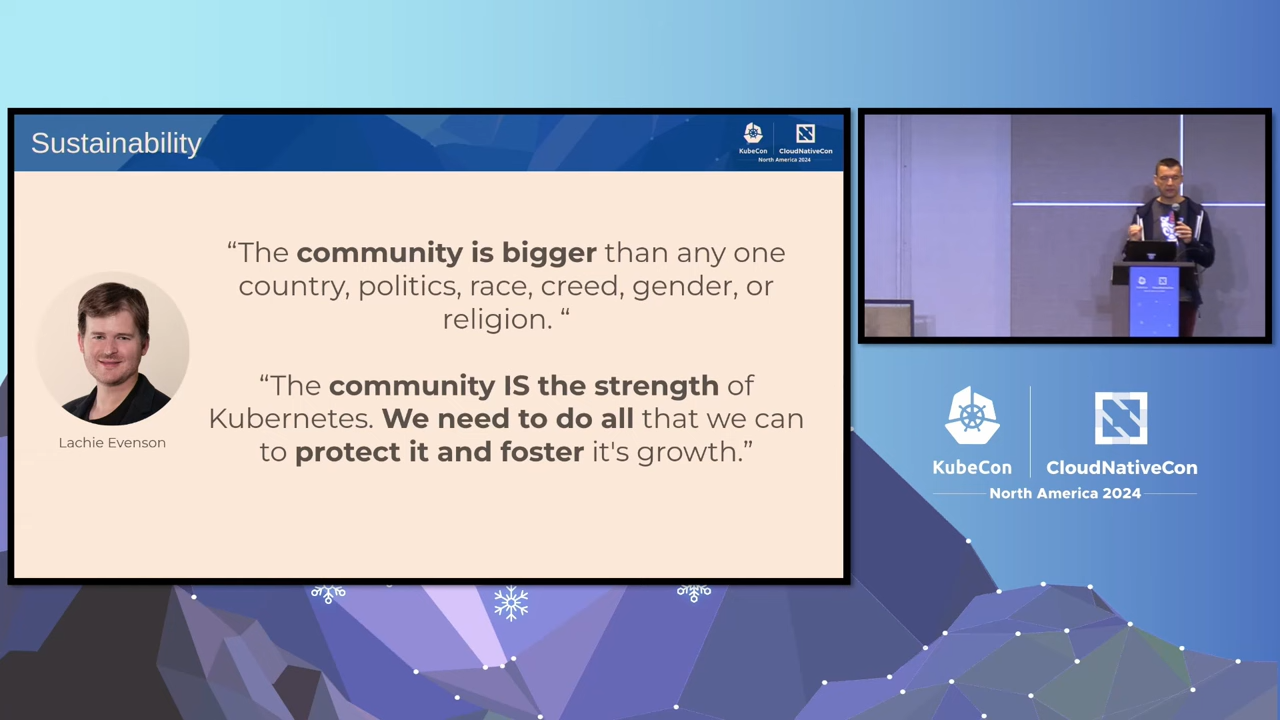 Sustainability
KubeCon
CloudNativeCon
North America 2024
“The community is bigger than any one
country, politics, race, creed, gender, or
religion. “
“The community IS the strength of
Kubernetes. We need to do all that we can
to protect it and foster it's growth.”
Lachie Evenson
KubeCon
CloudNativeCon
North America 2024